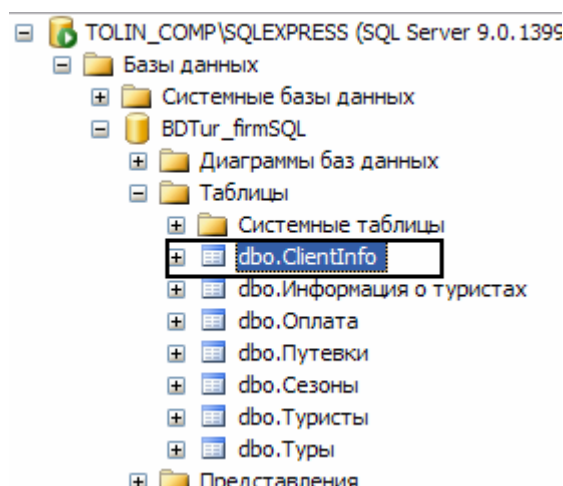 TOLIN_COMP\SQLEXPRESS (SQL Server 9.0.1399
Базы данных
Системные базы данных
BDTur_firmSQL
Диаграммы баз данных
Таблицы
Системные таблицы
dbo.ClientInfo
dbo.Информация о туристах
dbo.Оплата
dbo.Путевки
dbo.Сезоны
dbo.Туристы
dbo.Туры
Представления